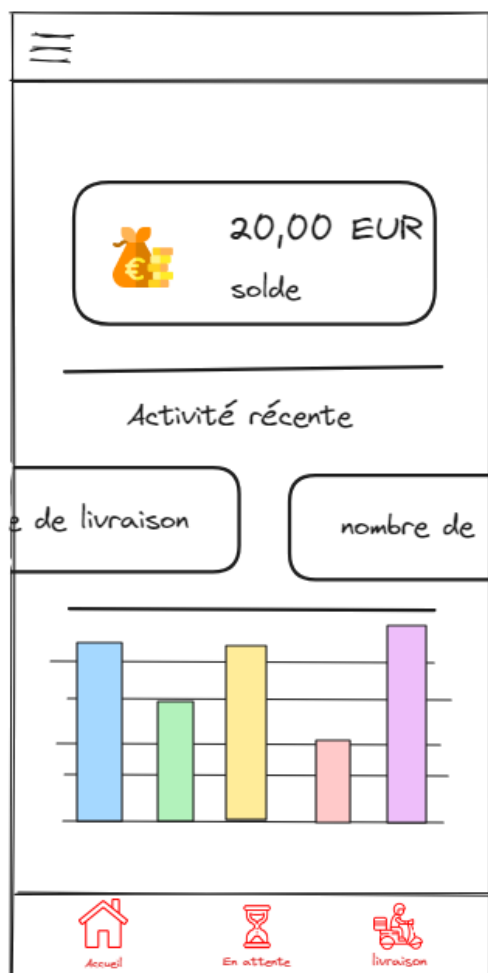 20,00 EUR
solde
Activité récente
e de livraison
nombre de
Accueil
En attente
livraison